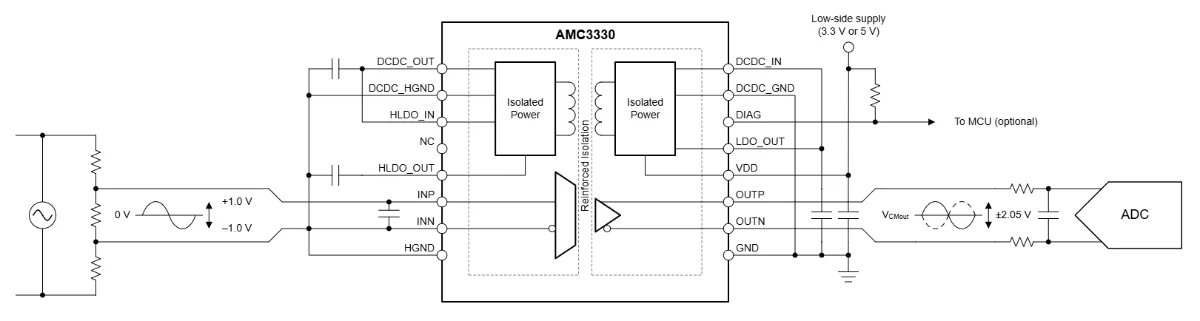 Low-side supply
(3.3 V or 5 V)
AMC3330
DCDC_OUT
DCDC_HGND
HLDO_IN
NC
HLDO_OUT
INP
INN
HGND
Isolated
Power
Reinforced Isolation
Isolated
Power
DCDC_IN
DCDC_GND
DIAG
LDO_OUT
VDD
OUTP
OUTN
GND
To MCU (optional)
0 V
+1.0 V
–1.0 V
VCMout
±2.05 V
ADC